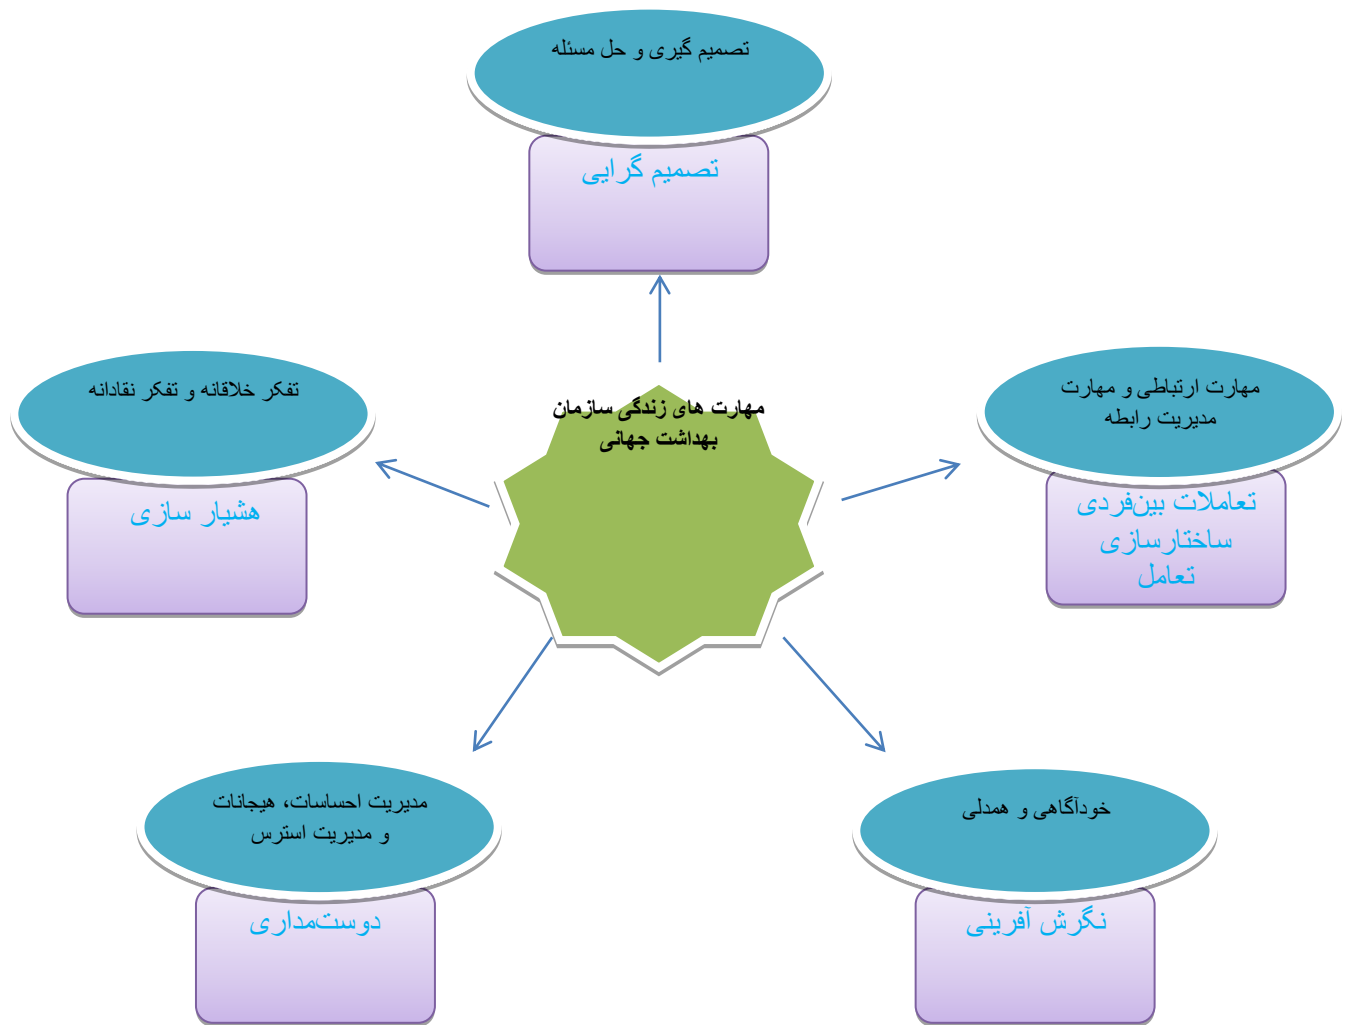 تصمیم گیری و حل مسئله
تصمیم گرایی
مهارت های زندگی سازمان
بهداشت جهانی
مهارت ارتباطی و مهارت
مدیریت رابطه
تعاملات بین‌فردی
ساختارسازی
تعامل
تفکر خلاقانه و تفکر نقادانه
هشیار سازی
خودآگاهی و همدلی
نگرش آفرینی
مدیریت احساسات، هیجانات
و مدیریت استرس
دوست‌مداری